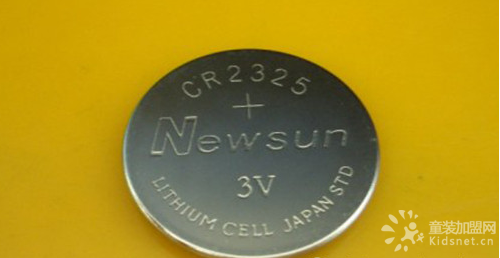 CR2325
+
Newsun
3V
LITHIUM CELL JAPAN STD
童装加盟网
Kidsnet.cn